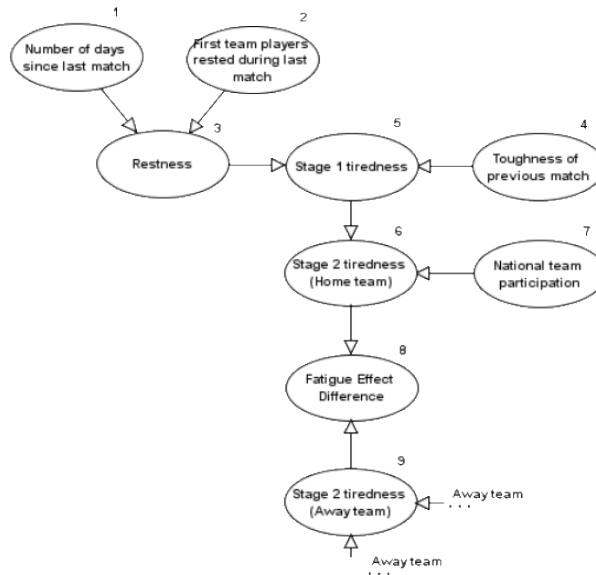 1
2
Number of days
since last match
First team players
rested during last
match
3
5
4
Restness
Stage 1 tiredness
Toughness of
previous match
6
7
Stage 2 tiredness
(Home team)
National team
participation
8
Fatigue Effect
Difference
9
Stage 2 tiredness
(Away team)
Away team
. . .
Away team
. . .